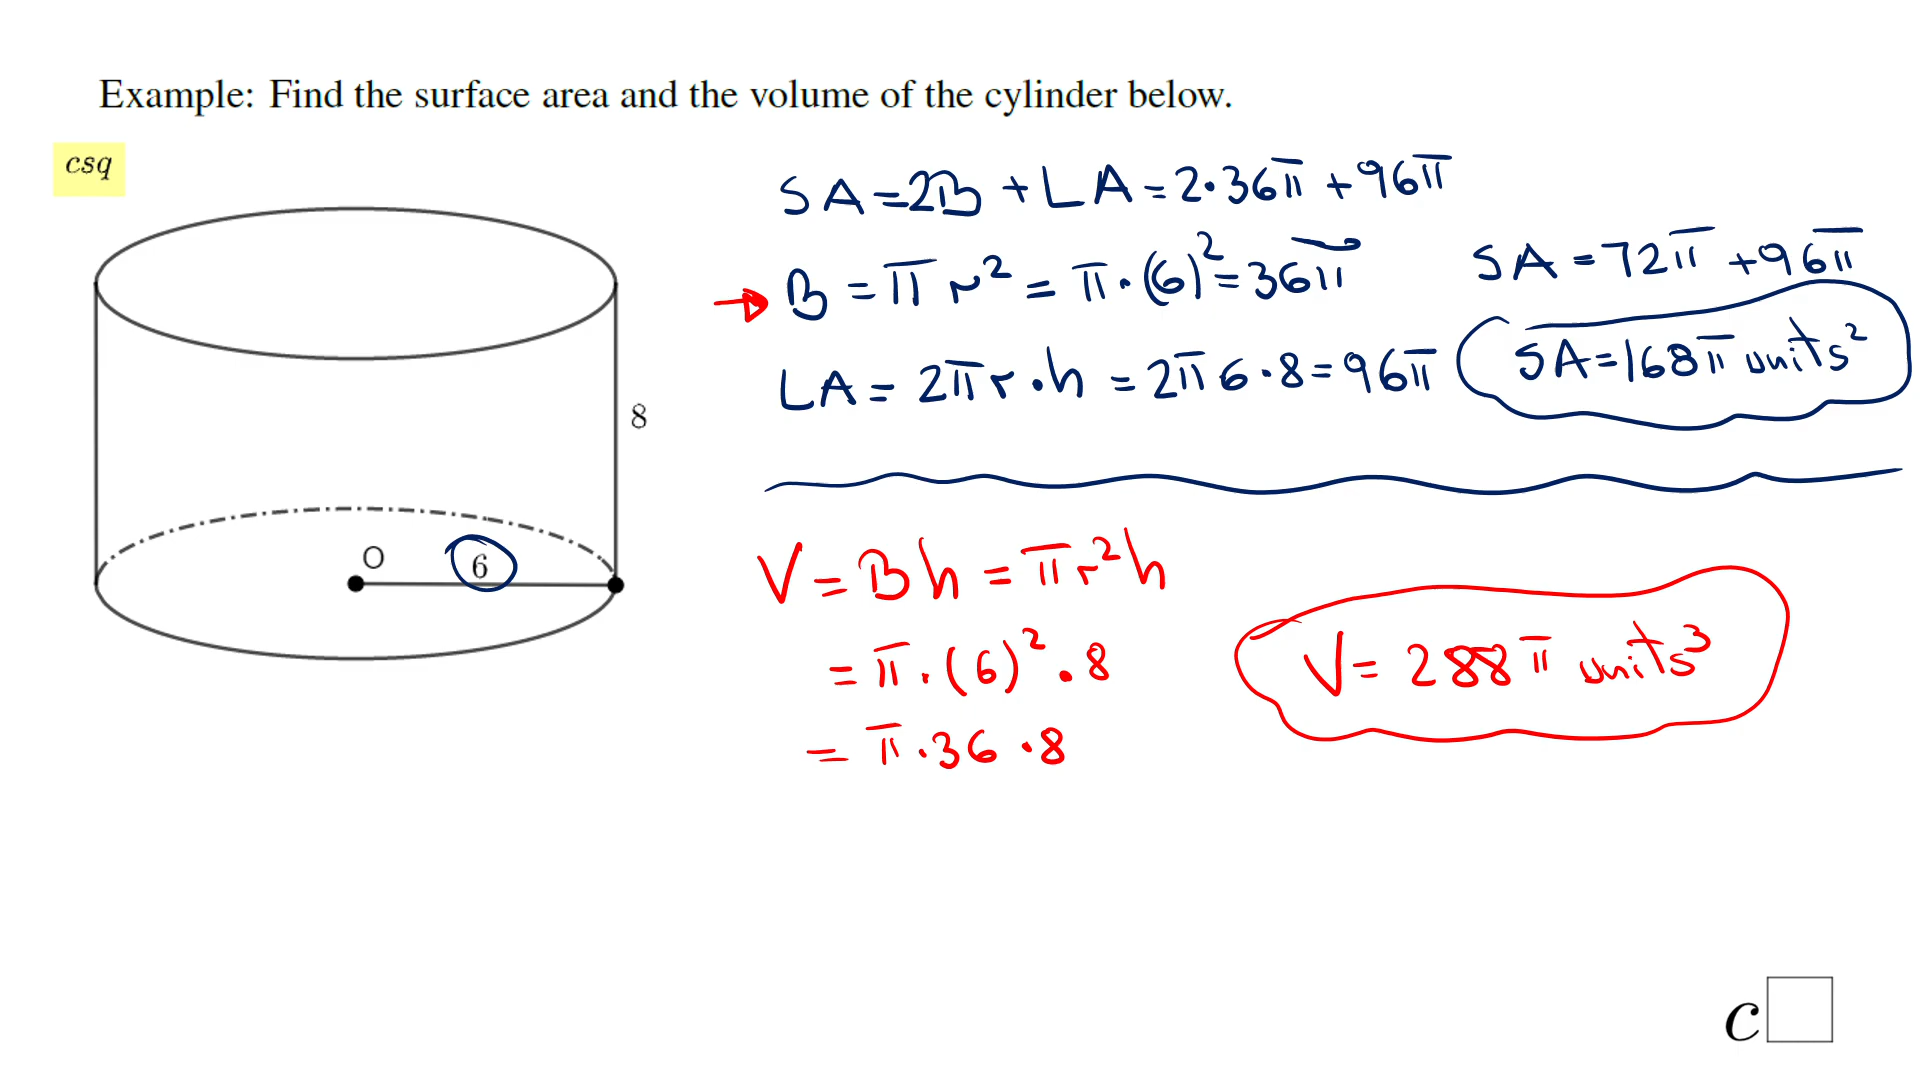 Example: Find the surface area and the volume of the cylinder below.
csq
SA=2B+LA=2·36π+96π
B=πr²=π·(6)²=36π
LA=2πr·h=2π6·8=96π
SA=72π+96π
SA=168π units²
8
O
6
V=Bh=πr²h
=π·(6)²·8
=π·36·8
V=288π units³
c